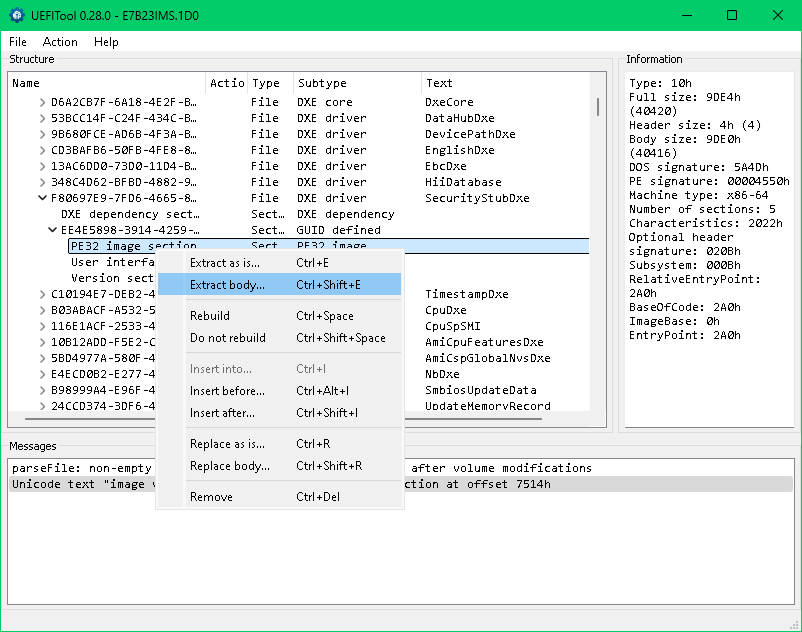 UEFITool 0.28.0 - E7B23IMS.1D0
File Action Help
Structure
Name Actio Type Subtype Text
D6A2CB7F-6A18-4E2F-B… File DXE core DxeCore
53BCC14F-C24F-434C-B… File DXE driver DataHubDxe
9B680FCE-AD6B-4F3A-B… File DXE driver DevicePathDxe
CD3BAFB6-50FB-4FE8-8… File DXE driver EnglishDxe
13AC6DD0-73D0-11D4-B… File DXE driver EbcDxe
348C4D62-BFBD-4882-9… File DXE driver HiiDatabase
F80697E9-7FD6-4665-8… File DXE driver SecurityStubDxe
DXE dependency sect… Sect… DXE dependency
EE4E5898-3914-4259-… Sect… GUID defined
PE32 image section Sect… PE32 image
User interfa
Version sect
C10194E7-DEB2-4 TimestampDxe
B03ABACF-A532-5 CpuDxe
116E1ACF-2533-4 CpuSpSMI
10B12ADD-F5E2-C AmiCpuFeaturesDxe
5BD4977A-580F-4 AmiCspGlobalNvsDxe
E4ECD0B2-E277-4 NbDxe
B98999A4-E96F-4 SmbiosUpdateData
24CCD374-3DF6-4 UpdateMemoryRecord
Extract as is... Ctrl+E
Extract body... Ctrl+Shift+E
Rebuild Ctrl+Space
Do not rebuild Ctrl+Shift+Space
Insert into... Ctrl+I
Insert before... Ctrl+Alt+I
Insert after... Ctrl+Shift+I
Replace as is... Ctrl+R
Replace body... Ctrl+Shift+R
Remove Ctrl+Del
Information
Type: 10h
Full size: 9DE4h
(40420)
Header size: 4h (4)
Body size: 9DE0h
(40416)
DOS signature: 5A4Dh
PE signature: 00004550h
Machine type: x86-64
Number of sections: 5
Characteristics: 2022h
Optional header
signature: 020Bh
Subsystem: 000Bh
RelativeEntryPoint:
2A0h
BaseOfCode: 2A0h
ImageBase: 0h
EntryPoint: 2A0h
Messages
parseFile: non-empty after volume modifications
Unicode text "image v ction at offset 7514h